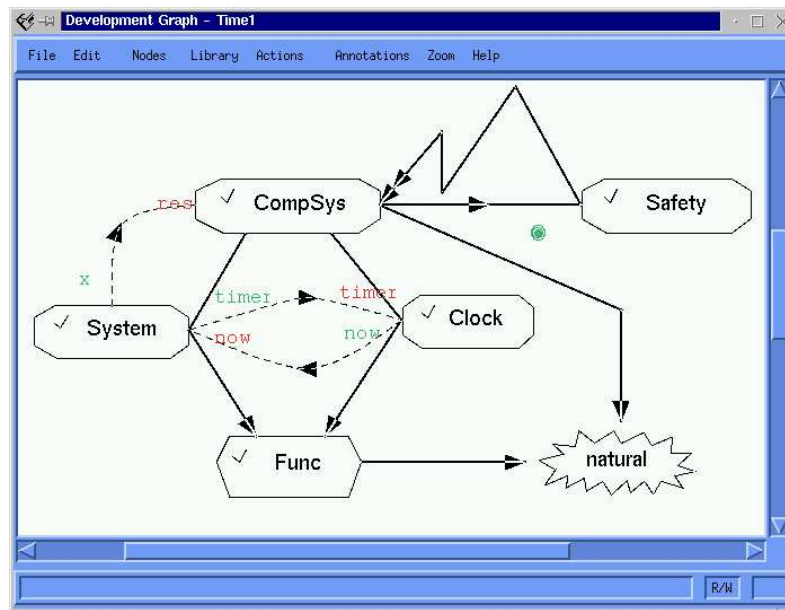 Development Graph - Time1
File Edit Nodes Library Actions Annotations Zoom Help
res CompSys Safety
x
timer timer
System now now Clock
Func natural
R/W